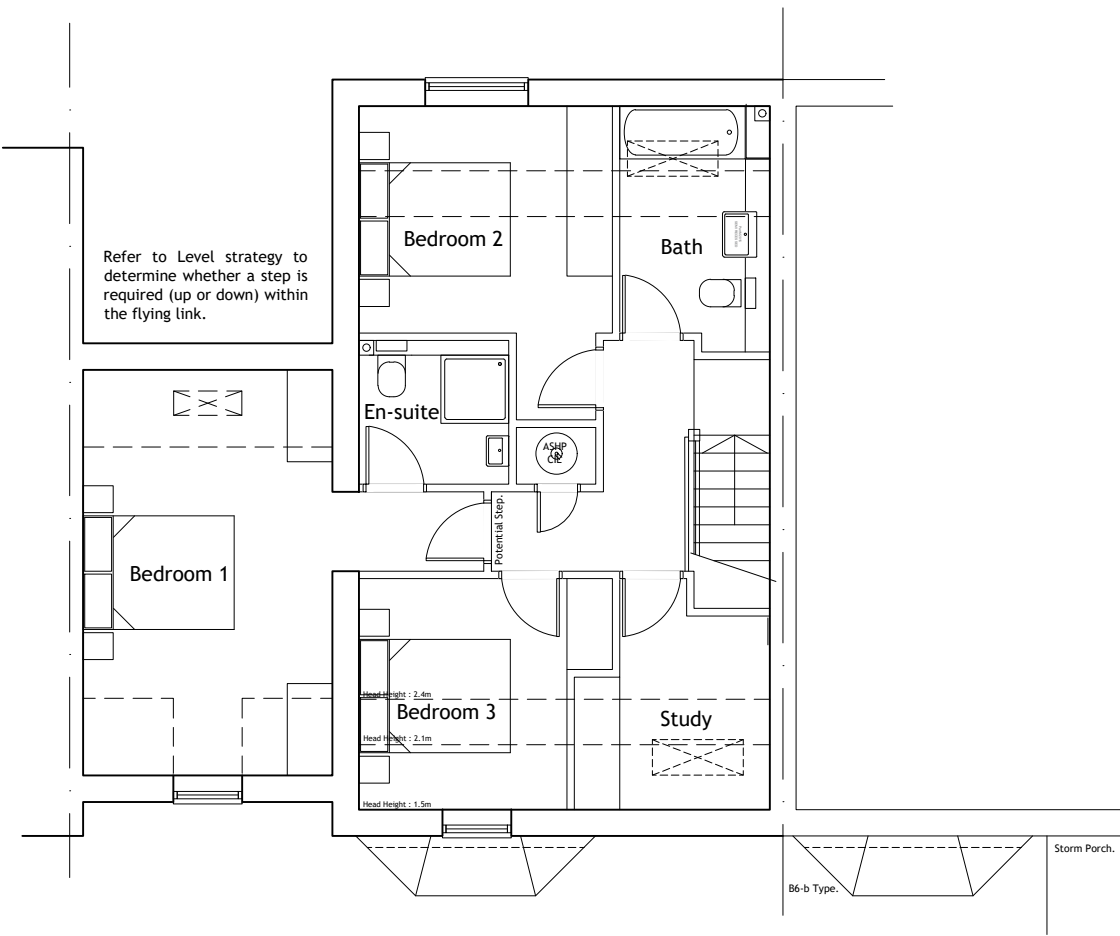 Refer to Level strategy to
determine whether a step is
required (up or down) within
the flying link.
Bedroom 2
Bath
En-suite
ASHP
CYL
Potential Step.
Bedroom 1
Head Height : 2.4m
Bedroom 3
Study
Head Height : 2.1m
Head Height : 1.5m
Storm Porch.
B6-b Type.